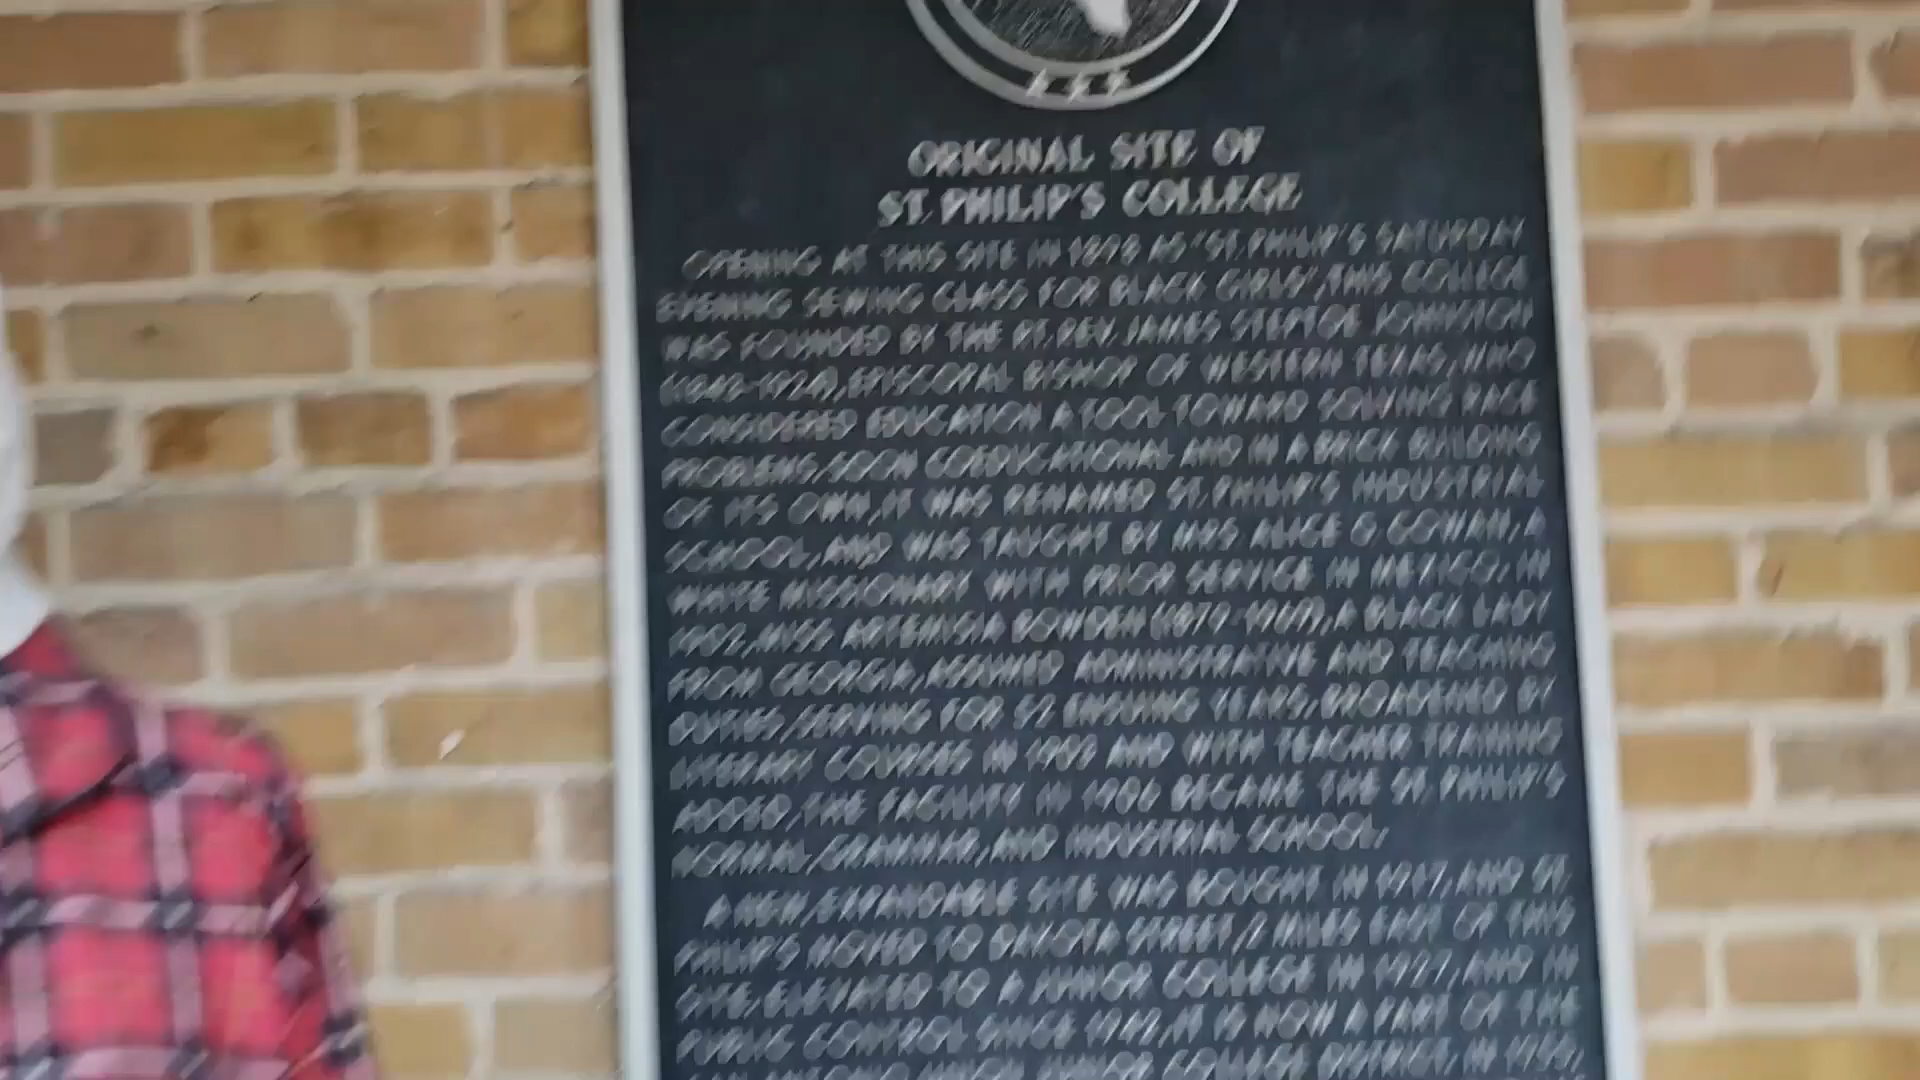 ORIGINAL SITE OF
ST. PHILIP'S COLLEGE
OPENING AT THIS SITE IN 1898 AS "ST. PHILIP'S SATURDAY
EVENING SEWING CLASS FOR BLACK GIRLS", THIS COLLEGE
WAS FOUNDED BY THE RT. REV. JAMES STEPTOE JOHNSTON
(1843-1924), EPISCOPAL BISHOP OF WESTERN TEXAS, WHO
CONSIDERED EDUCATION A TOOL TOWARD SOLVING RACE
PROBLEMS. SOON COEDUCATIONAL AND IN A BRICK BUILDING
OF ITS OWN, IT WAS RENAMED ST. PHILIP'S INDUSTRIAL
SCHOOL, AND WAS TAUGHT BY MRS. ALICE G. COWAN, A
WHITE MISSIONARY WITH PRIOR SERVICE IN MEXICO. IN
1902, MISS ARTEMISIA BOWDEN (1879-1969), A BLACK LADY
FROM GEORGIA, ASSUMED ADMINISTRATIVE AND TEACHING
DUTIES, SERVING FOR 52 ENSUING YEARS. BROADENED BY
LITERARY COURSES IN 1903 AND WITH TEACHER TRAINING
ADDED, THE FACILITY IN 1906 BECAME THE ST. PHILIP'S
NORMAL, GRAMMAR, AND INDUSTRIAL SCHOOL.
A NEW, EXPANDABLE SITE WAS BOUGHT IN 1917, AND ST.
PHILIP'S MOVED TO DAKOTA STREET, 2 MILES EAST OF THIS
SITE. ELEVATED TO A JUNIOR COLLEGE IN 1927, AND IN
PUBLIC CONTROL SINCE 1942, IT IS NOW A PART OF THE
SAN ANTONIO UNION JUNIOR COLLEGE DISTRICT. IN